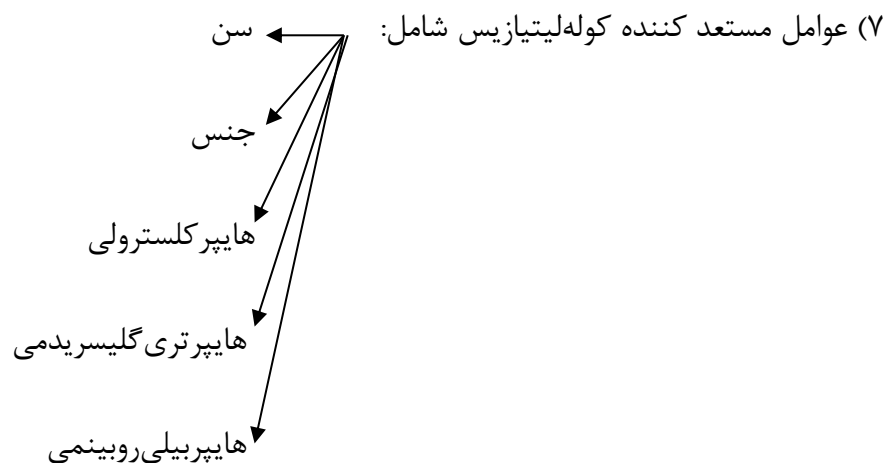 ۷) عوامل مستعد کننده کوله‌لیتیازیس شامل: سن
جنس
هایپرکلسترولی
هایپرتری‌گلیسریدمی
هایپربیلی‌روبینمی